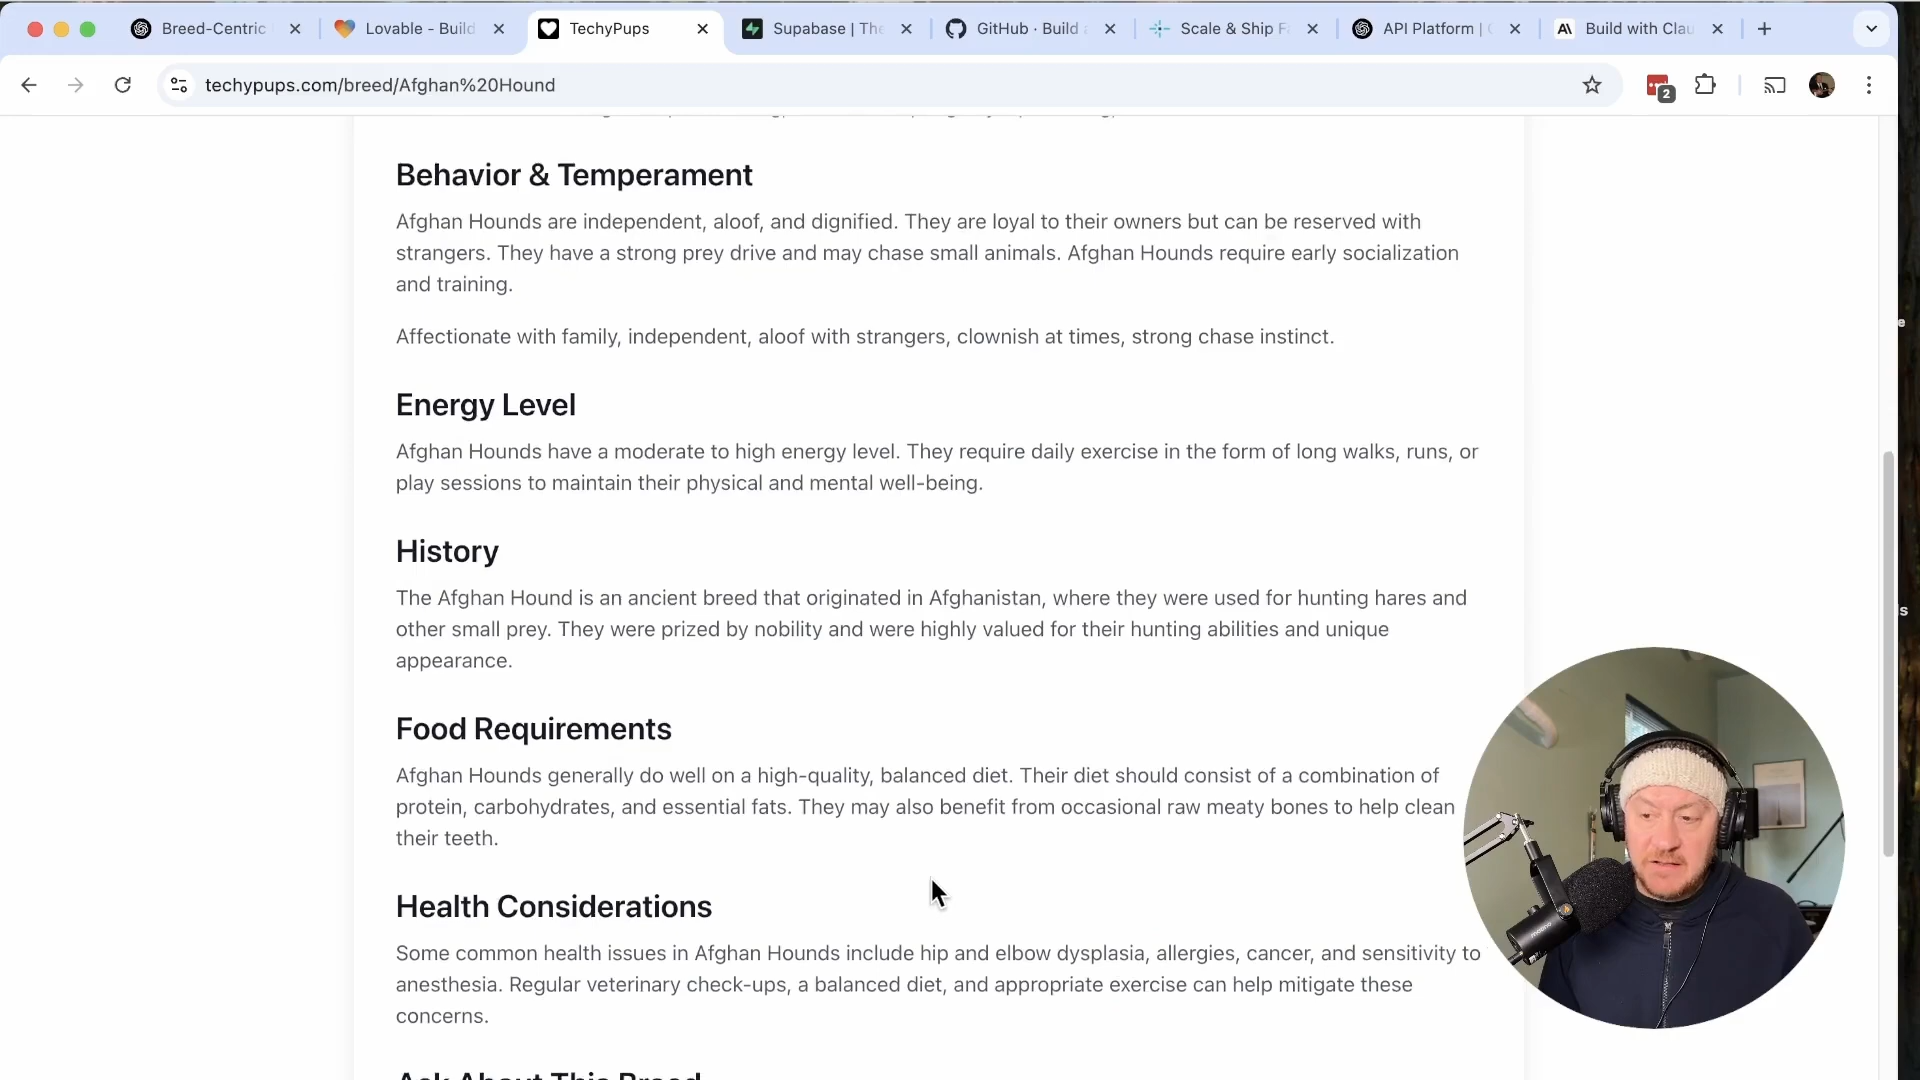 Breed-Centric
Lovable - Build
TechyPups
Supabase | The
GitHub · Build a
Scale & Ship Fa
API Platform |
Build with Clau
techypups.com/breed/Afghan%20Hound
2
Behavior & Temperament
Afghan Hounds are independent, aloof, and dignified. They are loyal to their owners but can be reserved with
strangers. They have a strong prey drive and may chase small animals. Afghan Hounds require early socialization
and training.
Affectionate with family, independent, aloof with strangers, clownish at times, strong chase instinct.
Energy Level
Afghan Hounds have a moderate to high energy level. They require daily exercise in the form of long walks, runs, or
play sessions to maintain their physical and mental well-being.
History
The Afghan Hound is an ancient breed that originated in Afghanistan, where they were used for hunting hares and
other small prey. They were prized by nobility and were highly valued for their hunting abilities and unique
appearance.
Food Requirements
Afghan Hounds generally do well on a high-quality, balanced diet. Their diet should consist of a combination of
protein, carbohydrates, and essential fats. They may also benefit from occasional raw meaty bones to help clean
their teeth.
Health Considerations
Some common health issues in Afghan Hounds include hip and elbow dysplasia, allergies, cancer, and sensitivity to
anesthesia. Regular veterinary check-ups, a balanced diet, and appropriate exercise can help mitigate these
concerns.
Ask About This Breed